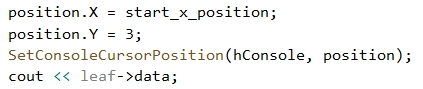 position.X = start_x_position;
position.Y = 3;
SetConsoleCursorPosition(hConsole, position);
cout << leaf->data;